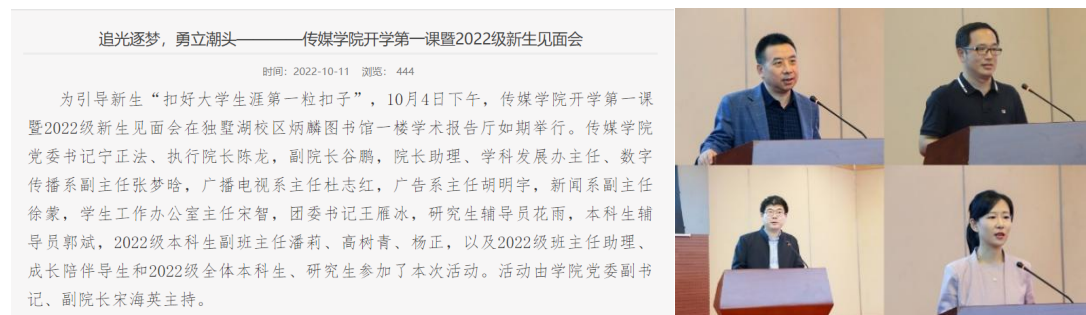 追光逐梦，勇立潮头————传媒学院开学第一课暨2022级新生见面会
时间：2022-10-11 浏览： 444
为引导新生“扣好大学生涯第一粒扣子”，10月4日下午，传媒学院开学第一课
暨2022级新生见面会在独墅湖校区炳麟图书馆一楼学术报告厅如期举行。传媒学院
党委书记宁正法、执行院长陈龙，副院长谷鹏，院长助理、学科发展办主任、数字
传播系副主任张梦晗，广播电视系主任杜志红，广告系主任胡明宇，新闻系副主任
徐蒙，学生工作办公室主任宋智，团委书记王雁冰，研究生辅导员花雨，本科生辅
导员郭斌，2022级本科生副班主任潘莉、高树青、杨正，以及2022级班主任助理、
成长陪伴导生和2022级全体本科生、研究生参加了本次活动。活动由学院党委副书
记、副院长宋海英主持。